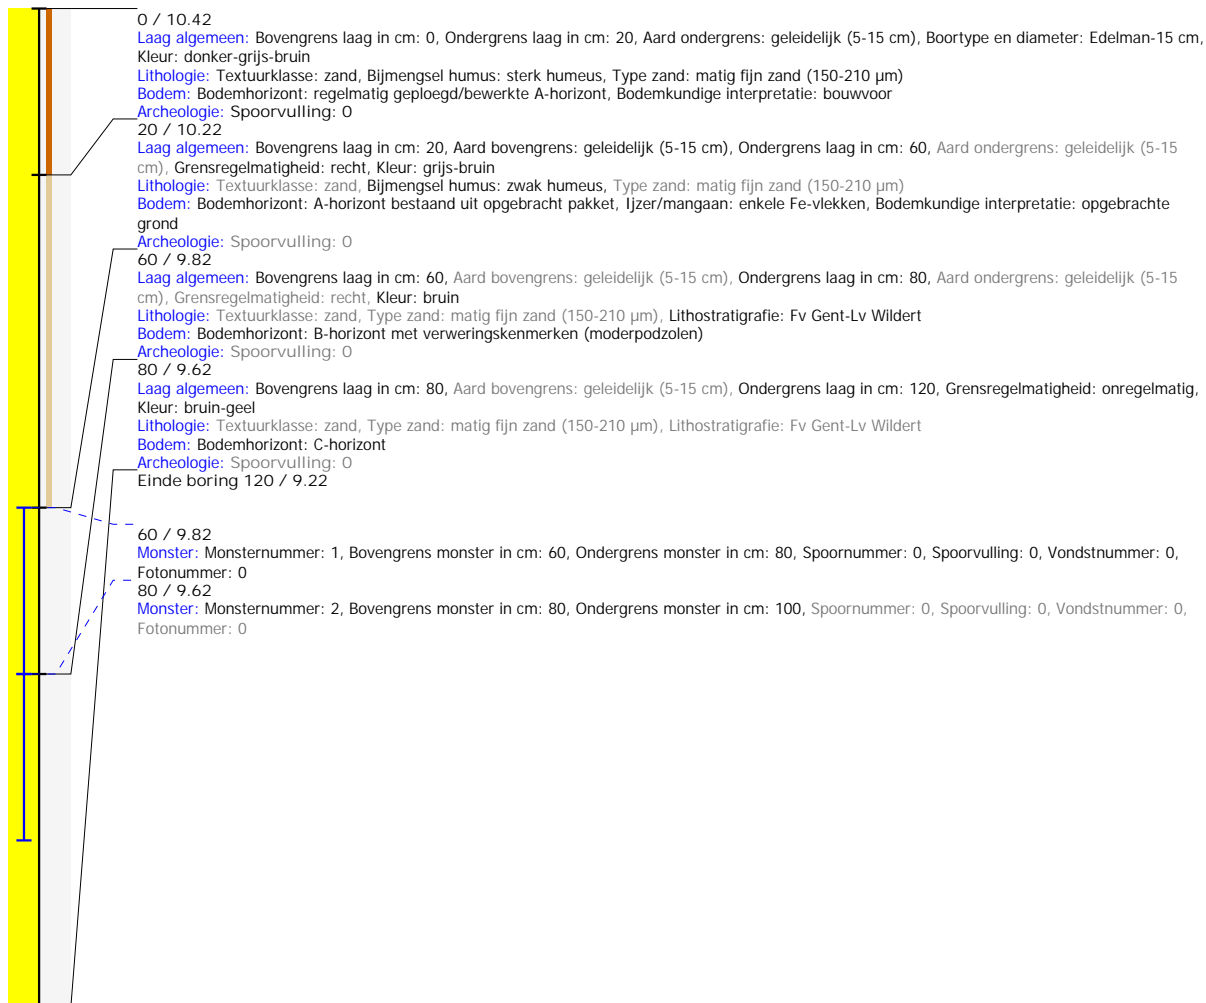 0 / 10.42
Laag algemeen: Bovengrens laag in cm: 0, Ondergrens laag in cm: 20, Aard ondergrens: geleidelijk (5-15 cm), Boortype en diameter: Edelman-15 cm,
Kleur: donker-grijs-bruin
Lithologie: Textuurklasse: zand, Bijmengsel humus: sterk humeus, Type zand: matig fijn zand (150-210 µm)
Bodem: Bodemhorizont: regelmatig geploegd/bewerkte A-horizont, Bodemkundige interpretatie: bouwvoor
Archeologie: Spoorvulling: 0
20 / 10.22
Laag algemeen: Bovengrens laag in cm: 20, Aard bovengrens: geleidelijk (5-15 cm), Ondergrens laag in cm: 60, Aard ondergrens: geleidelijk (5-15
cm), Grensregelmatigheid: recht, Kleur: grijs-bruin
Lithologie: Textuurklasse: zand, Bijmengsel humus: zwak humeus, Type zand: matig fijn zand (150-210 µm)
Bodem: Bodemhorizont: A-horizont bestaand uit opgebracht pakket, Ijzer/mangaan: enkele Fe-vlekken, Bodemkundige interpretatie: opgebrachte
grond
Archeologie: Spoorvulling: 0
60 / 9.82
Laag algemeen: Bovengrens laag in cm: 60, Aard bovengrens: geleidelijk (5-15 cm), Ondergrens laag in cm: 80, Aard ondergrens: geleidelijk (5-15
cm), Grensregelmatigheid: recht, Kleur: bruin
Lithologie: Textuurklasse: zand, Type zand: matig fijn zand (150-210 µm), Lithostratigrafie: Fv Gent-Lv Wildert
Bodem: Bodemhorizont: B-horizont met verweringskenmerken (moderpodzolen)
Archeologie: Spoorvulling: 0
80 / 9.62
Laag algemeen: Bovengrens laag in cm: 80, Aard bovengrens: geleidelijk (5-15 cm), Ondergrens laag in cm: 120, Grensregelmatigheid: onregelmatig,
Kleur: bruin-geel
Lithologie: Textuurklasse: zand, Type zand: matig fijn zand (150-210 µm), Lithostratigrafie: Fv Gent-Lv Wildert
Bodem: Bodemhorizont: C-horizont
Archeologie: Spoorvulling: 0
Einde boring 120 / 9.22
60 / 9.82
Monster: Monsternummer: 1, Bovengrens monster in cm: 60, Ondergrens monster in cm: 80, Spoornummer: 0, Spoorvulling: 0, Vondstnummer: 0,
Fotonummer: 0
80 / 9.62
Monster: Monsternummer: 2, Bovengrens monster in cm: 80, Ondergrens monster in cm: 100, Spoornummer: 0, Spoorvulling: 0, Vondstnummer: 0,
Fotonummer: 0